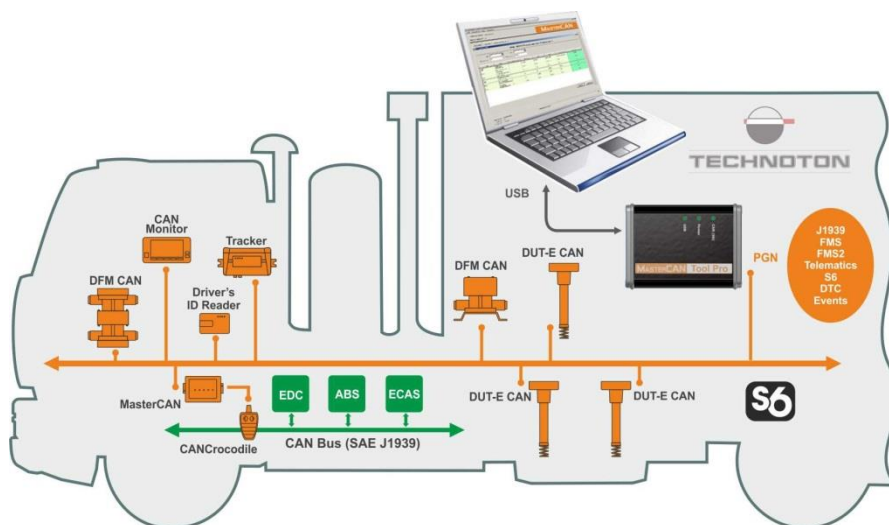 MASTERCAN
TECHNOTON
USB
MASTERCAN Tool Pro
PGN
J1939
FMS
FMS2
Telematics
S6
DTC
Events
CAN
Monitor
Tracker
DFM CAN
Driver's
ID Reader
DFM CAN
DUT-E CAN
MasterCAN
CANCrocodile
EDC
ABS
ECAS
CAN Bus (SAE J1939)
DUT-E CAN
DUT-E CAN
S6